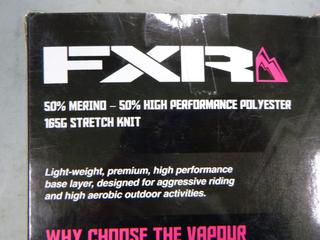 FXR
50% MERINO – 50% HIGH PERFORMANCE POLYESTER
165G STRETCH KNIT
Light-weight, premium, high performance
base layer, designed for aggressive riding
and high aerobic outdoor activities.
WHY CHOOSE THE VAPOUR